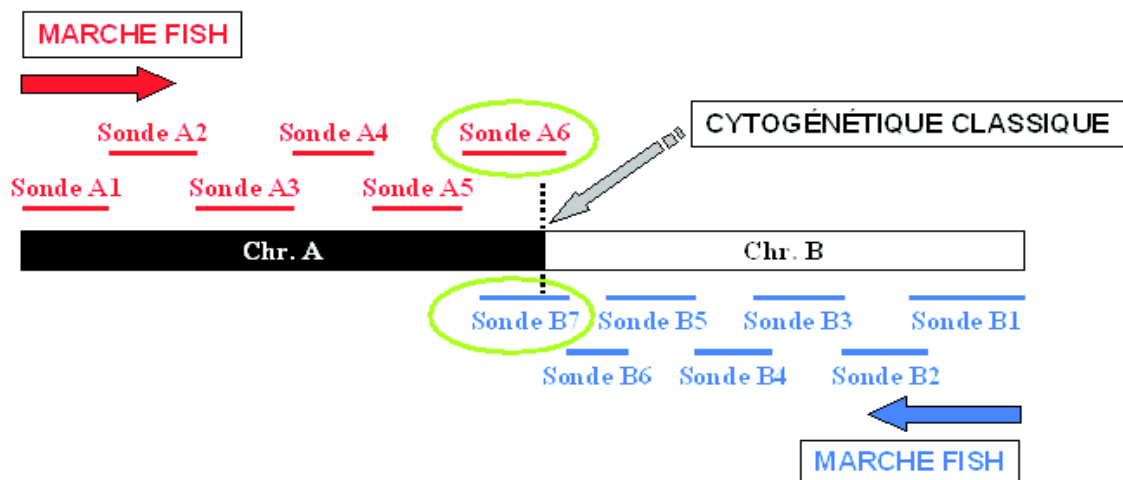 MARCHE FISH
Sonde A2
Sonde A4
Sonde A6
CYTOGÉNÉTIQUE CLASSIQUE
Sonde A1
Sonde A3
Sonde A5
Chr. A
Chr. B
Sonde B7
Sonde B5
Sonde B3
Sonde B1
Sonde B6
Sonde B4
Sonde B2
MARCHE FISH